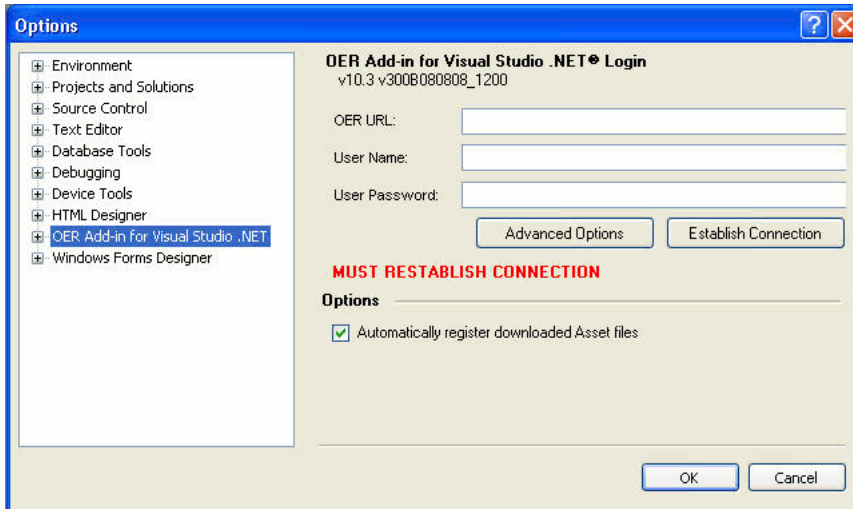 Options
Environment
Projects and Solutions
Source Control
Text Editor
Database Tools
Debugging
Device Tools
HTML Designer
OER Add-in for Visual Studio .NET
Windows Forms Designer
OER Add-in for Visual Studio .NET® Login
v10.3 v300B080808_1200
OER URL:
User Name:
User Password:
Advanced Options
Establish Connection
MUST RESTABLISH CONNECTION
Options
Automatically register downloaded Asset files
OK
Cancel